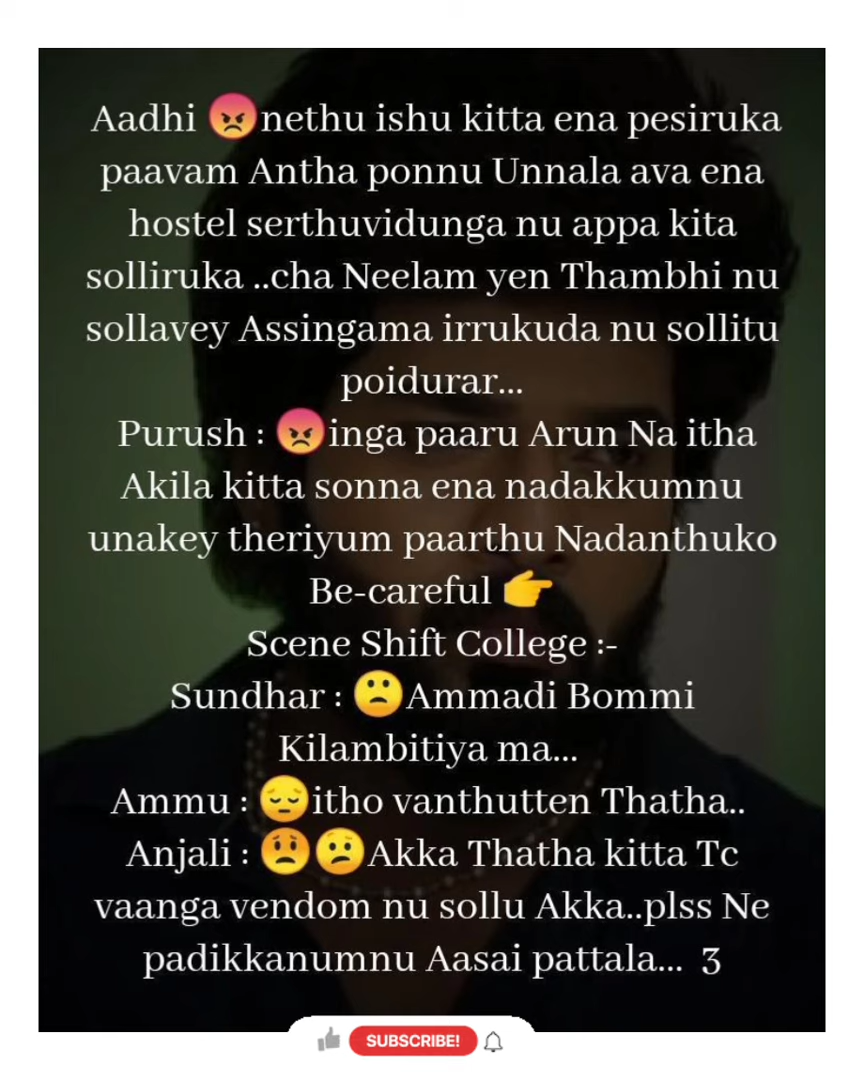 Aadhi 😡nethu ishu kitta ena pesiruka
paavam Antha ponnu Unnala ava ena
hostel serthuvidunga nu appa kita
solliruka ..cha Neelam yen Thambhi nu
sollavey Assingama irrukuda nu sollitu
poidurar...
Purush : 😡inga paaru Arun Na itha
Akila kitta sonna ena nadakkumnu
unakey theriyum paarthu Nadanthuko
Be-careful 👉
Scene Shift College :-
Sundhar : 🙁Ammadi Bommi
Kilambitiya ma...
Ammu : 😔itho vanthutten Thatha..
Anjali : 😟😕Akka Thatha kitta Tc
vaanga vendom nu sollu Akka..plss Ne
padikkanumnu Aasai pattala... 3
SUBSCRIBE!